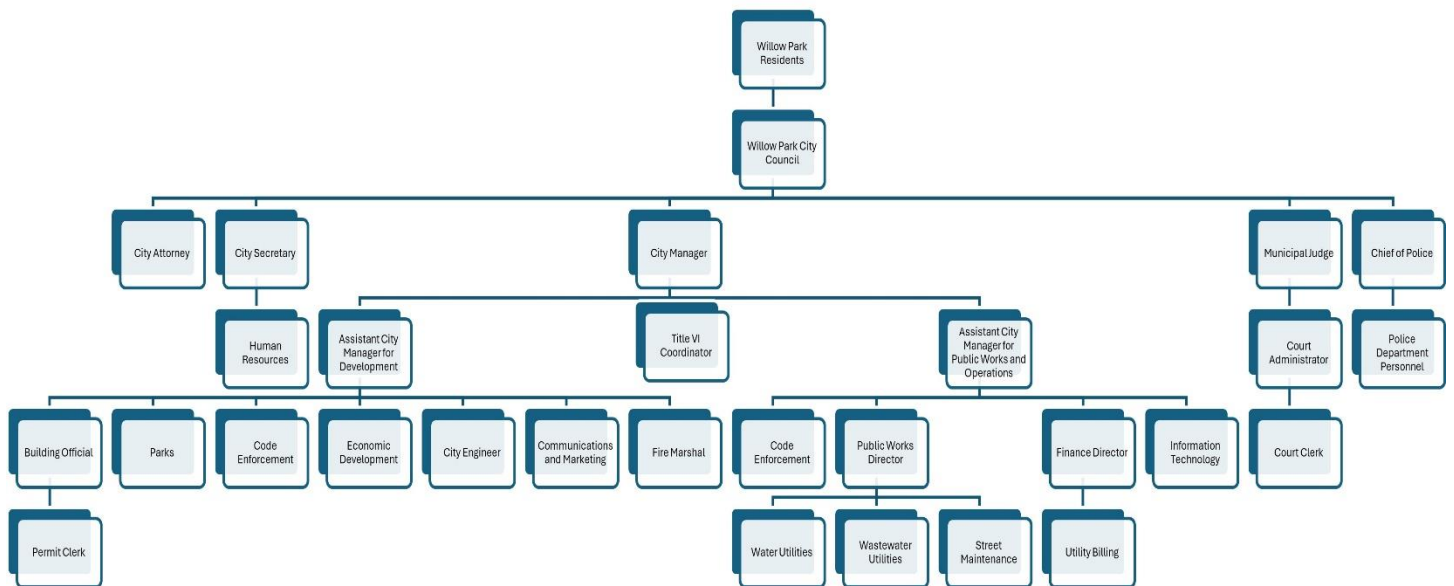 Willow Park
Residents
Willow Park City
Council
City Attorney
City Secretary
City Manager
Municipal Judge
Chief of Police
Human
Resources
Assistant City
Manager for
Development
Title VI
Coordinator
Assistant City
Manager for
Public Works and
Operations
Court
Administrator
Police
Department
Personnel
Building Official
Parks
Code
Enforcement
Economic
Development
City Engineer
Communications
and Marketing
Fire Marshal
Code
Enforcement
Public Works
Director
Finance Director
Information
Technology
Court Clerk
Permit Clerk
Water Utilities
Wastewater
Utilities
Street
Maintenance
Utility Billing